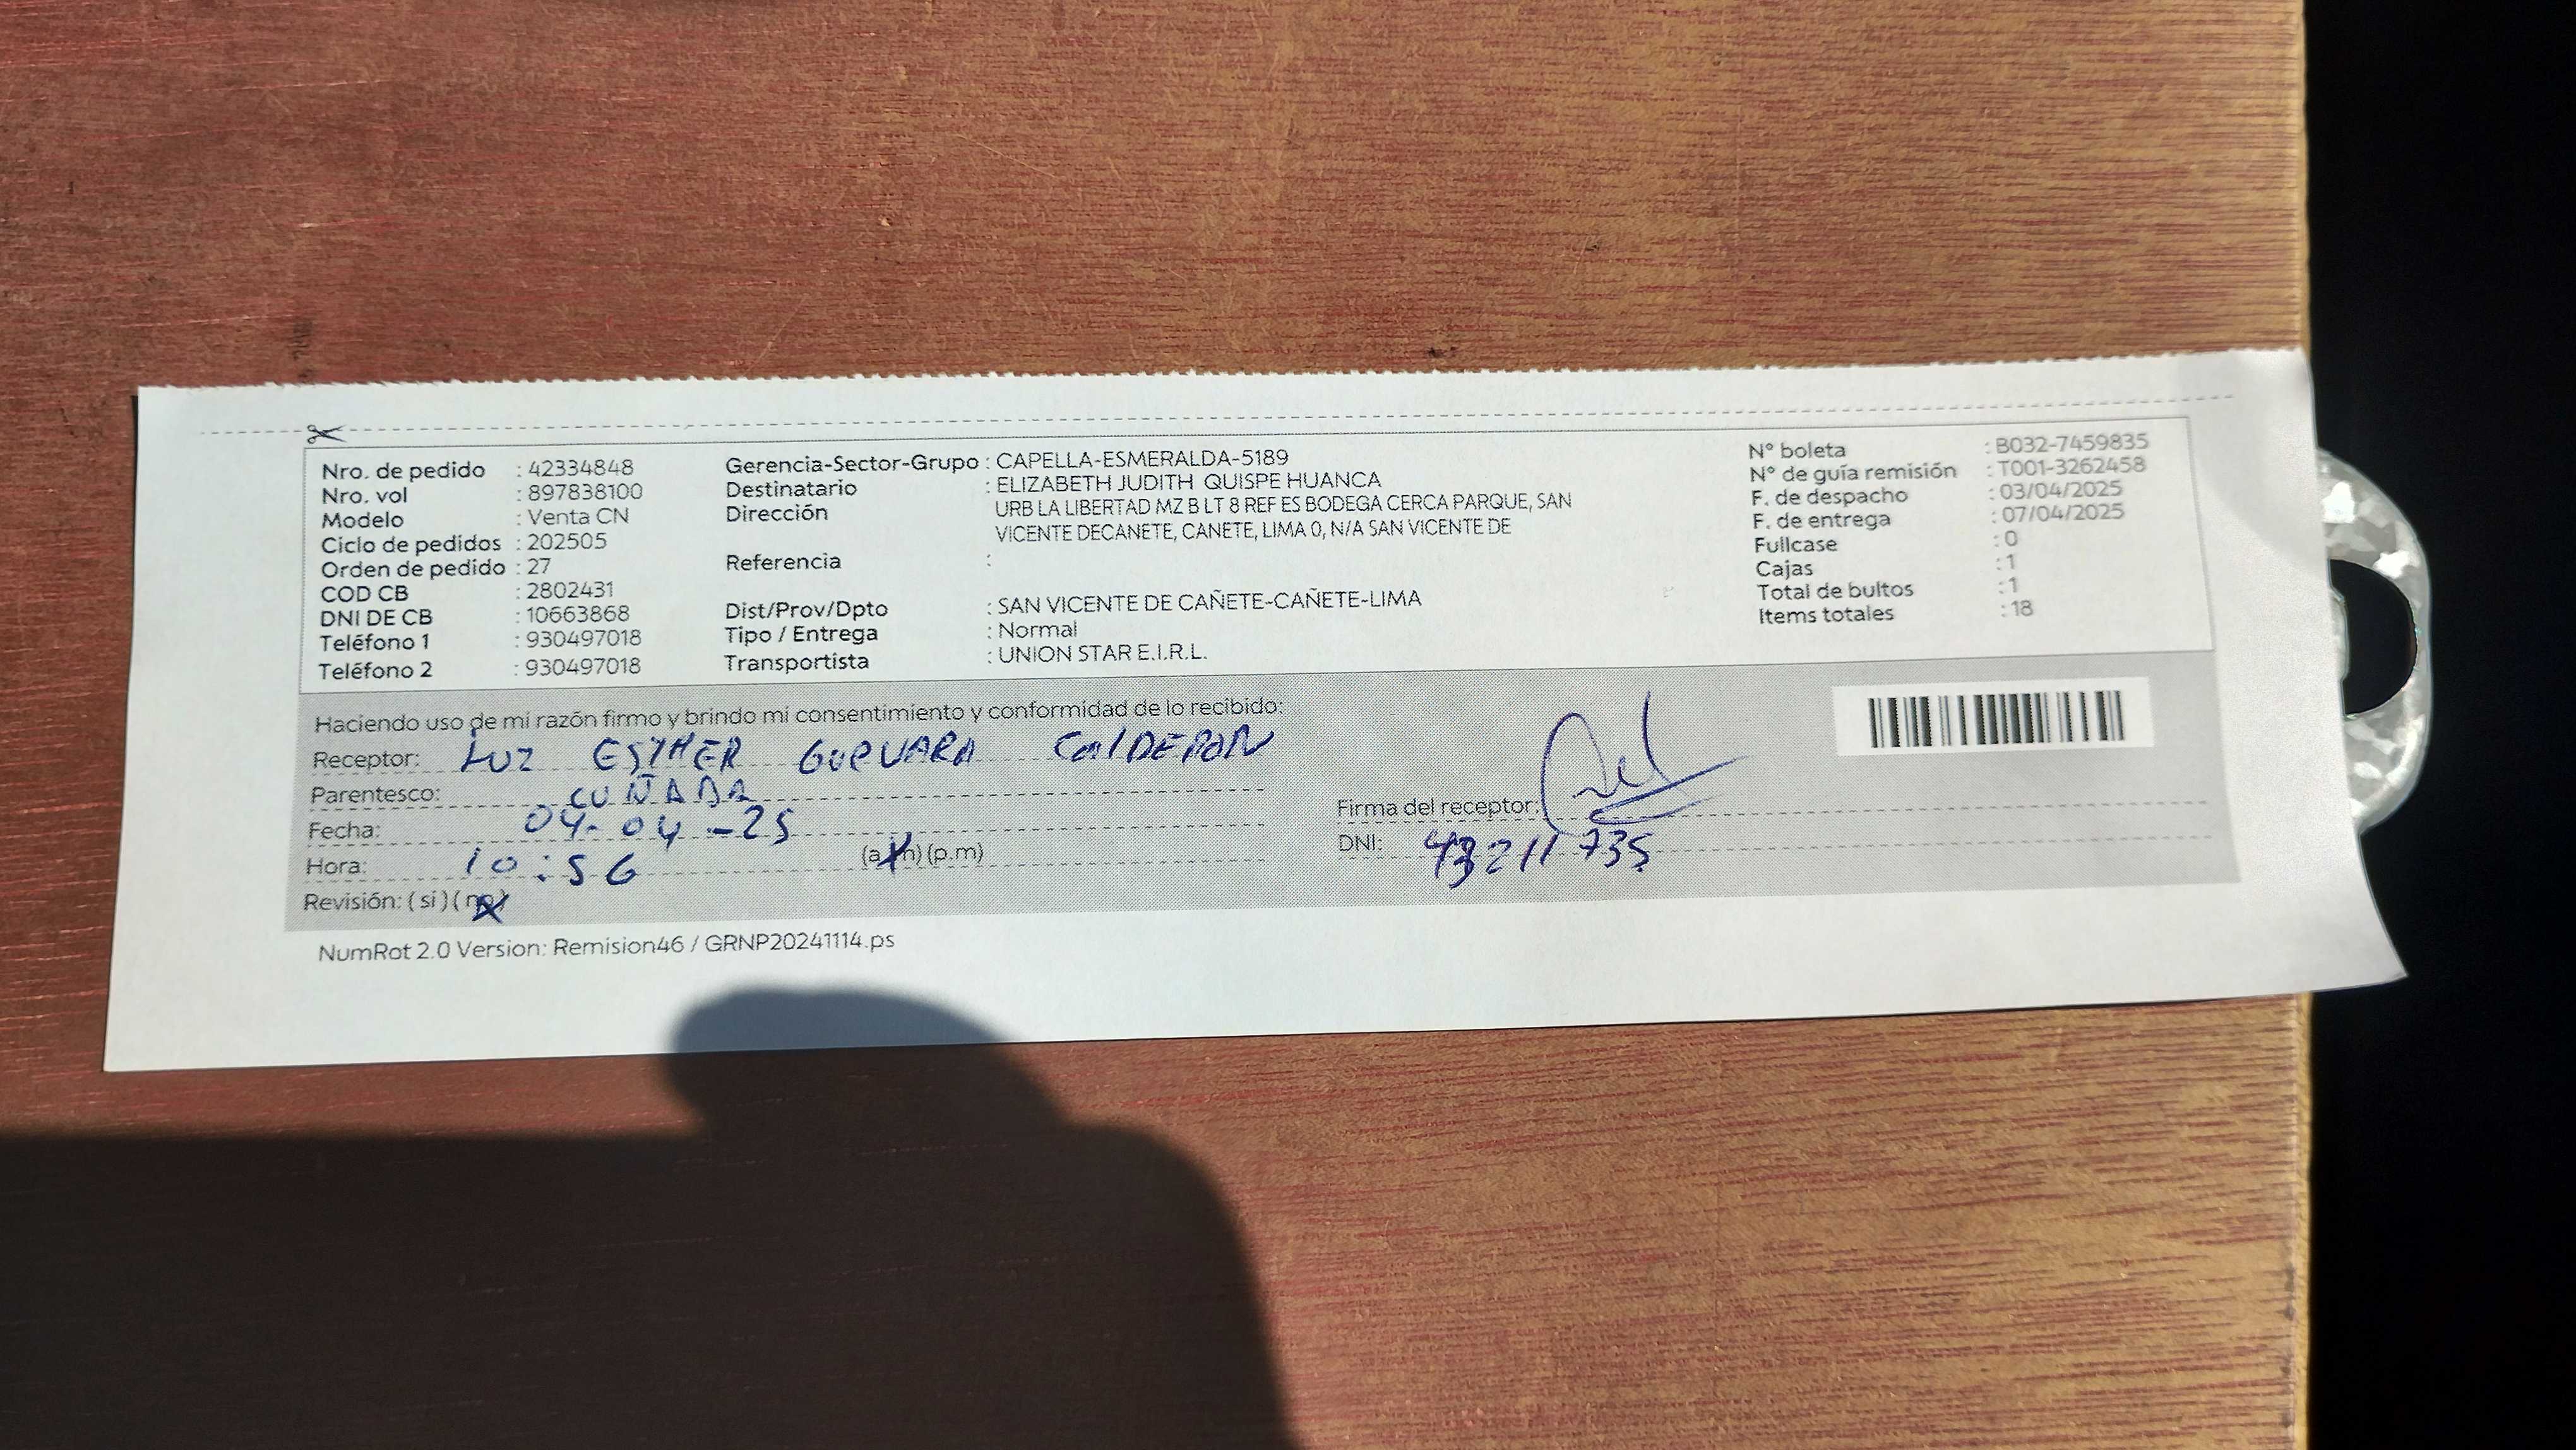 Nro. de pedido : 42334848
Nro. vol : 897838100
Modelo : Venta CN
Ciclo de pedidos : 202505
Orden de pedido : 27
COD CB : 2802431
DNI DE CB : 10663868
Teléfono 1 : 930497018
Teléfono 2 : 930497018
Gerencia-Sector-Grupo : CAPELLA-ESMERALDA-5189
Destinatario : ELIZABETH JUDITH QUISPE HUANCA
Dirección URB LA LIBERTAD MZ B LT 8 REF ES BODEGA CERCA PARQUE, SAN
VICENTE DECANETE, CANETE, LIMA 0, N/A SAN VICENTE DE
Referencia :
Dist/Prov/Dpto : SAN VICENTE DE CAÑETE-CAÑETE-LIMA
Tipo / Entrega : Normal
Transportista : UNION STAR E.I.R.L.
N° boleta : B032-7459835
N° de guía remisión : T001-3262458
F. de despacho : 03/04/2025
F. de entrega : 07/04/2025
Fullcase : 0
Cajas : 1
Total de bultos : 1
Items totales : 18
Haciendo uso de mi razón firmo y brindo mi consentimiento y conformidad de lo recibido:
Receptor: LUZ ESTHER GUEVARA CalDERON
Parentesco: CUÑADA
Fecha: 04-04-25
Hora: 10:56 (a.m) (p.m)
Revisión: ( si ) ( no )
Firma del receptor:
DNI: 43211735
NumRot 2.0 Version: Remision46 / GRNP20241114.ps